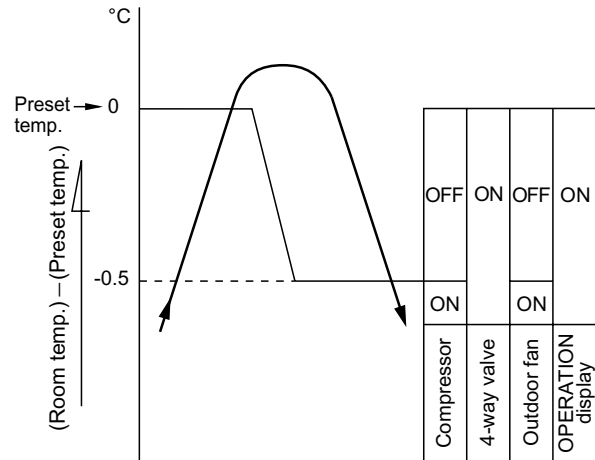 °C
Preset
temp.
0
-0.5
(Room temp.) – (Preset temp.)
OFF ON OFF ON
ON ON
Compressor
4-way valve
Outdoor fan
OPERATION
display